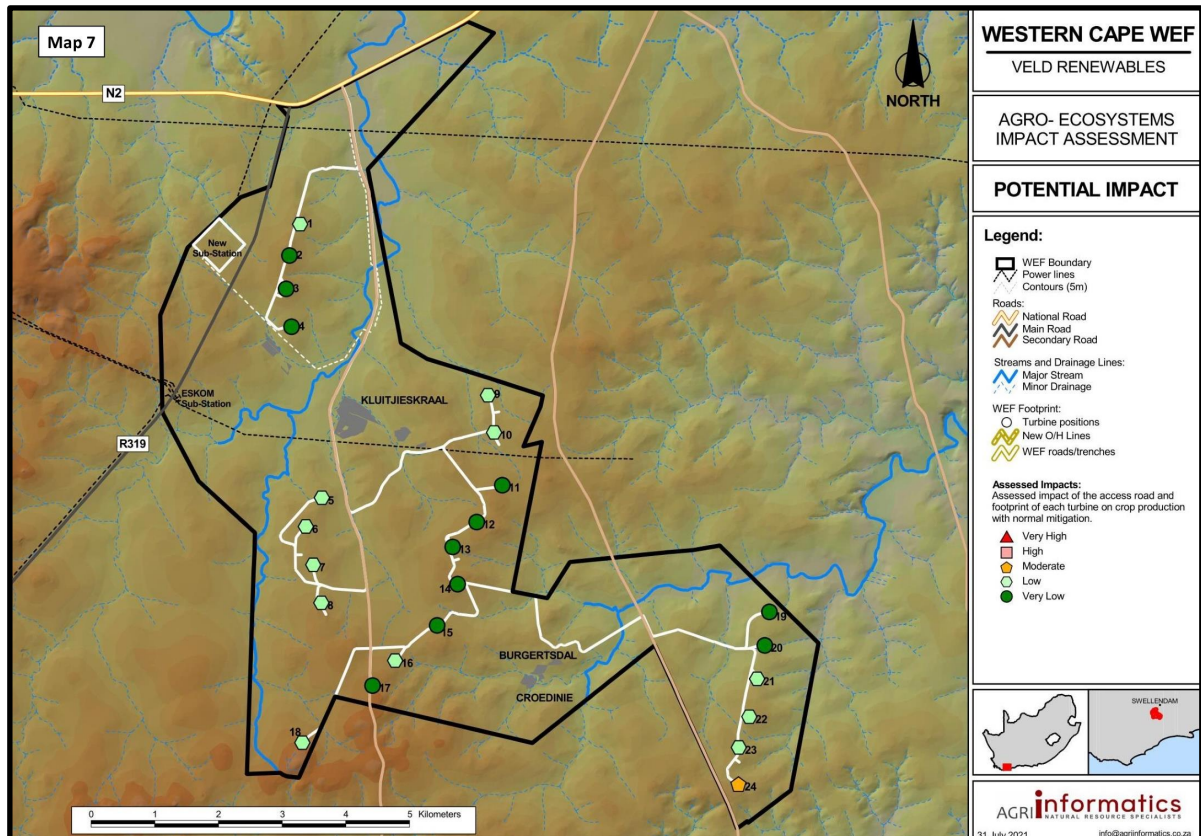 Map 7
N2
NORTH
1
New
Sub-Station
2
3
4
9
ESKOM
Sub-Station
KLUITJIESKRAAL
10
R319
11
5
12
6
13
7
14
8
19
15
20
BURGERTSDAL
16
21
17
CROEDINIE
22
18
23
24
0 1 2 3 4 5 Kilometers
WESTERN CAPE WEF
VELD RENEWABLES
AGRO- ECOSYSTEMS
IMPACT ASSESSMENT
POTENTIAL IMPACT
Legend:
WEF Boundary
Power lines
Contours (5m)
Roads:
National Road
Main Road
Secondary Road
Streams and Drainage Lines:
Major Stream
Minor Drainage
WEF Footprint:
Turbine positions
New O/H Lines
WEF roads/trenches
Assessed Impacts:
Assessed impact of the access road and
footprint of each turbine on crop production
with normal mitigation.
Very High
High
Moderate
Low
Very Low
SWELLENDAM
AGRI informatics
NATURAL RESOURCE SPECIALISTS
31 July 2021 info@agriinformatics.co.za